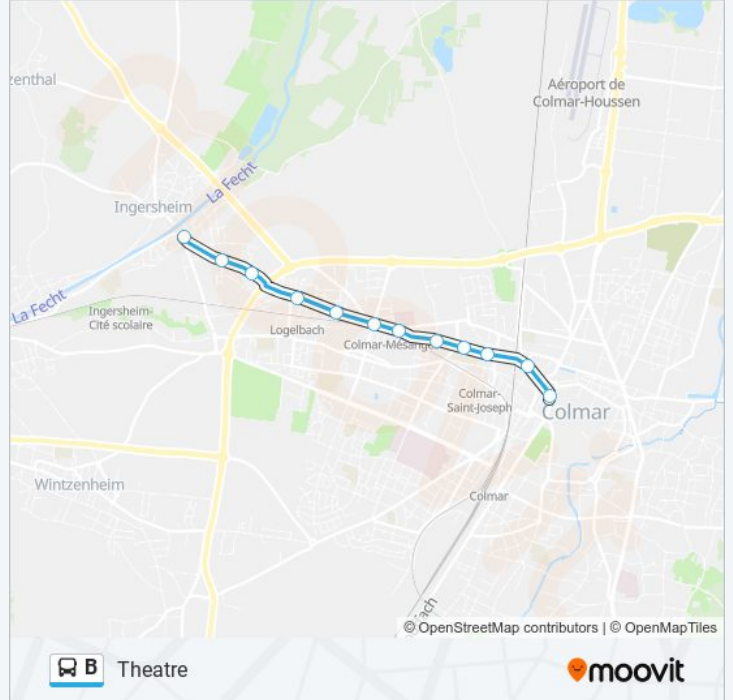 zenthal
Aéroport de
Colmar-Houssen
La Fecht
Ingersheim
La Fecht
Ingersheim-
Cité scolaire
Logelbach
Colmar-Mésange
Colmar-
Saint-Joseph
Colmar
Wintzenheim
Colmar
ach
© OpenStreetMap contributors | © OpenMapTiles
B Theatre
moovit